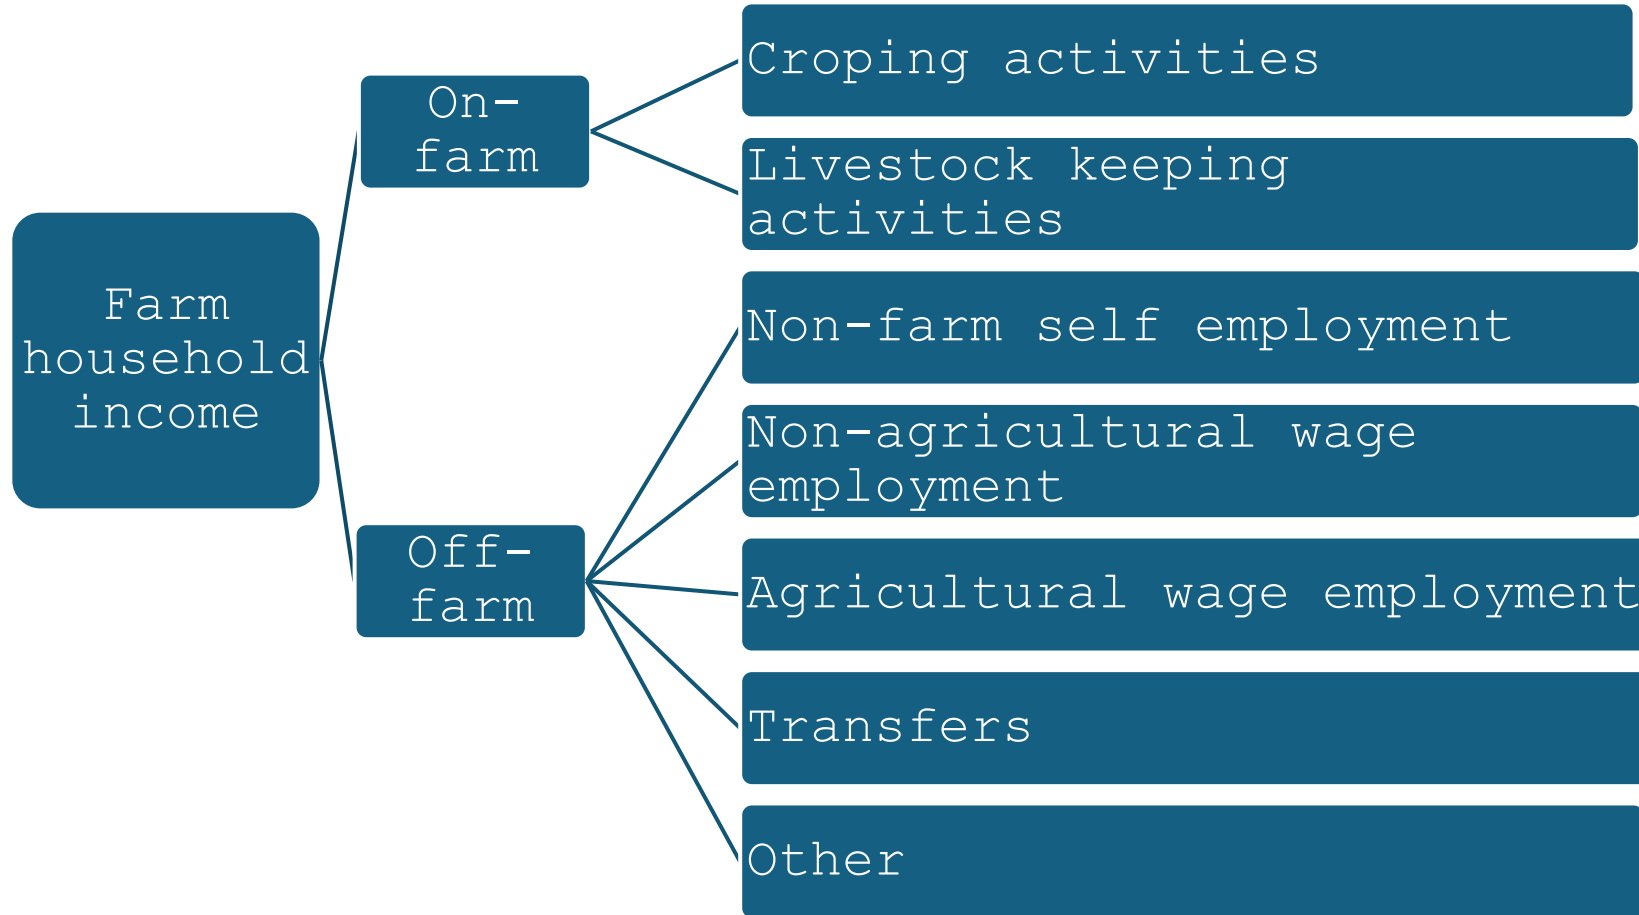 Farm
household
income
On-
farm
Croping activities
Livestock keeping
activities
Off-
farm
Non-farm self employment
Non-agricultural wage
employment
Agricultural wage employment
Transfers
Other